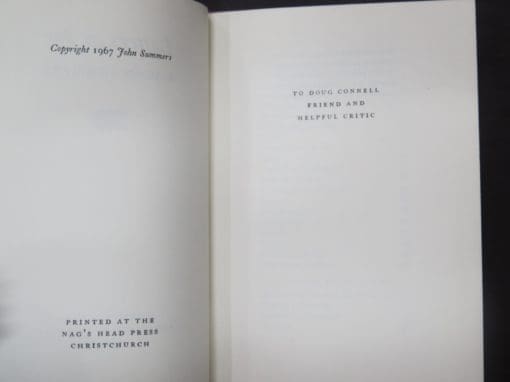 Copyright 1967 John Summers
PRINTED AT THE
NAG'S HEAD PRESS
CHRISTCHURCH
TO DOUG CONNELL
FRIEND AND
HELPFUL CRITIC